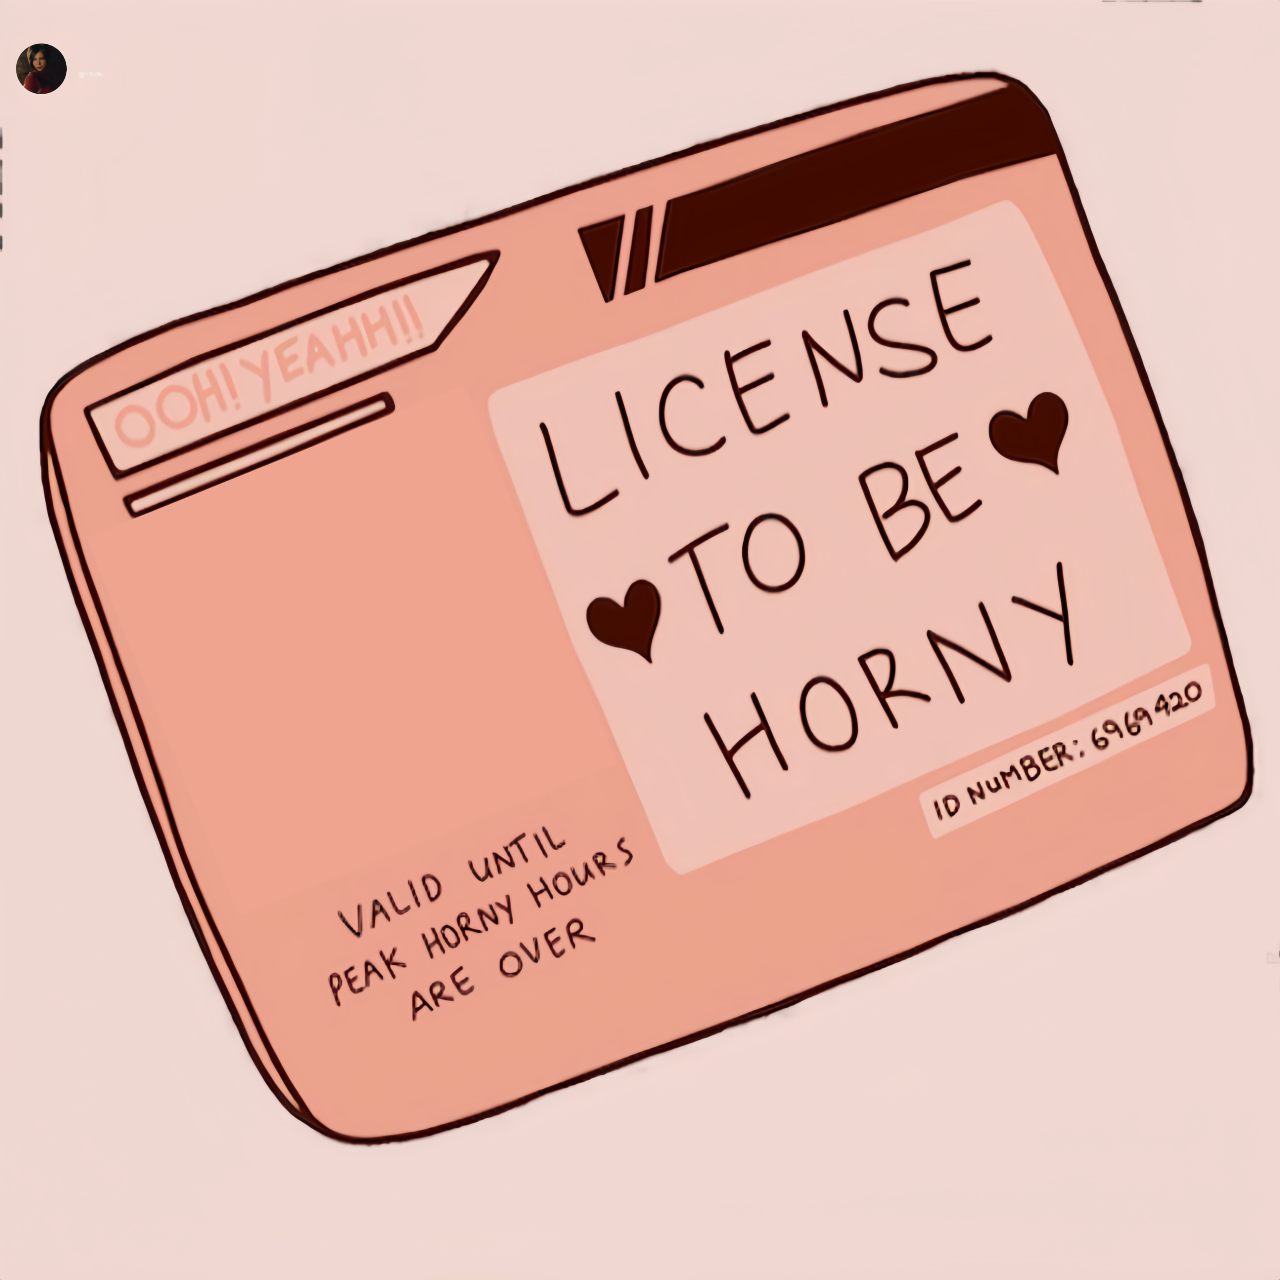 OOH! YEAHH!!
LICENSE
TO BE
HORNY
ID NUMBER: 6969420
VALID UNTIL
PEAK HORNY HOURS
ARE OVER